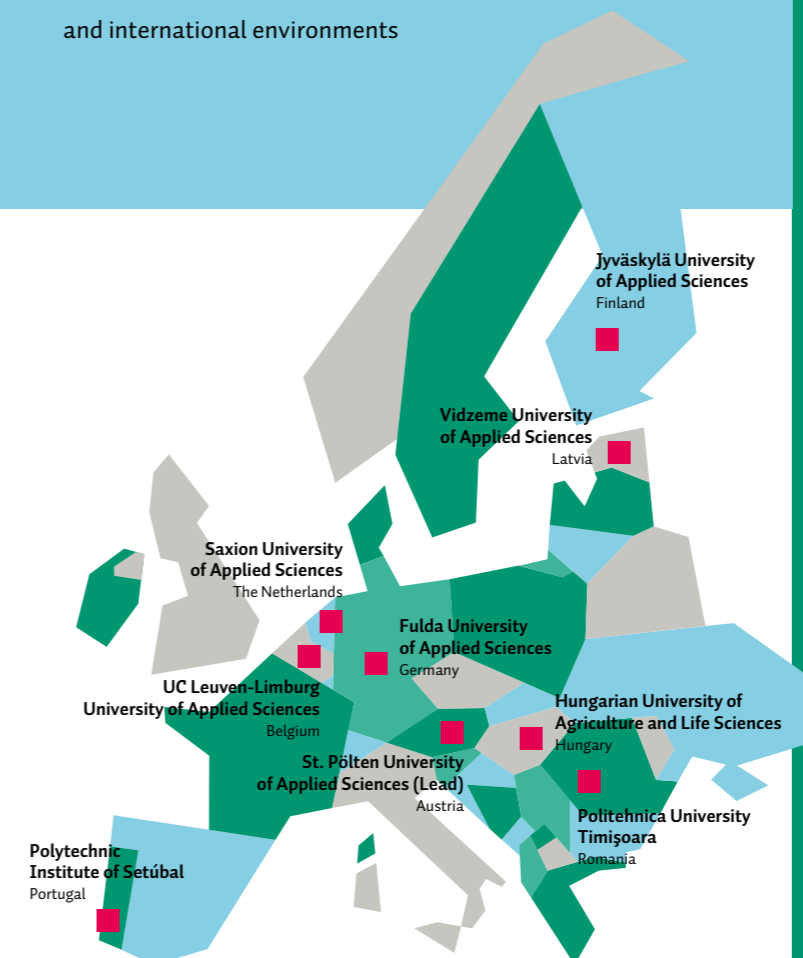 and international environments
Jyväskylä University
of Applied Sciences
Finland
Vidzeme University
of Applied Sciences
Latvia
Saxion University
of Applied Sciences
The Netherlands
Fulda University
of Applied Sciences
Germany
UC Leuven-Limburg
University of Applied Sciences
Belgium
Hungarian University of
Agriculture and Life Sciences
Hungary
St. Pölten University
of Applied Sciences (Lead)
Austria
Politehnica University
Timişoara
Romania
Polytechnic
Institute of Setúbal
Portugal